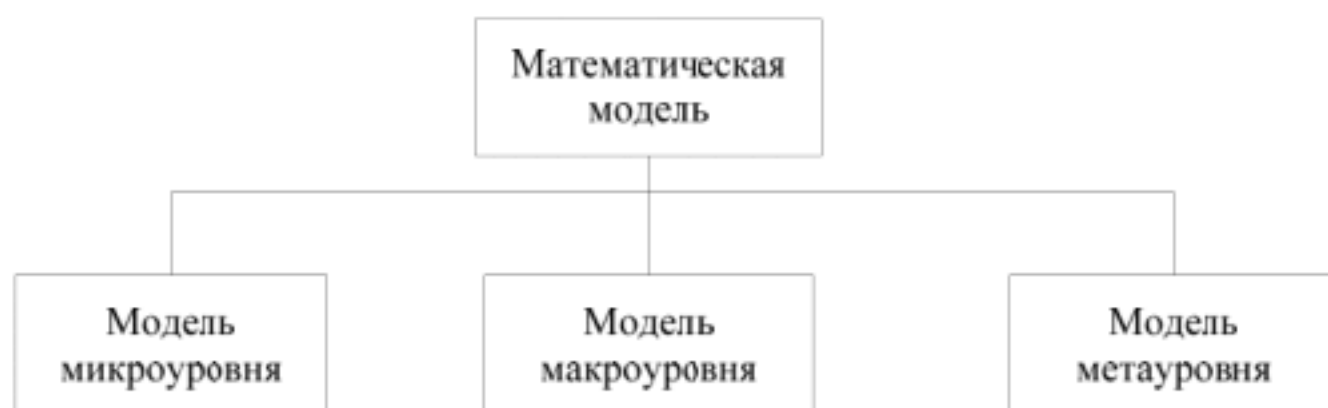 Математическая
модель
Модель
микроуровня
Модель
макроуровня
Модель
метауровня